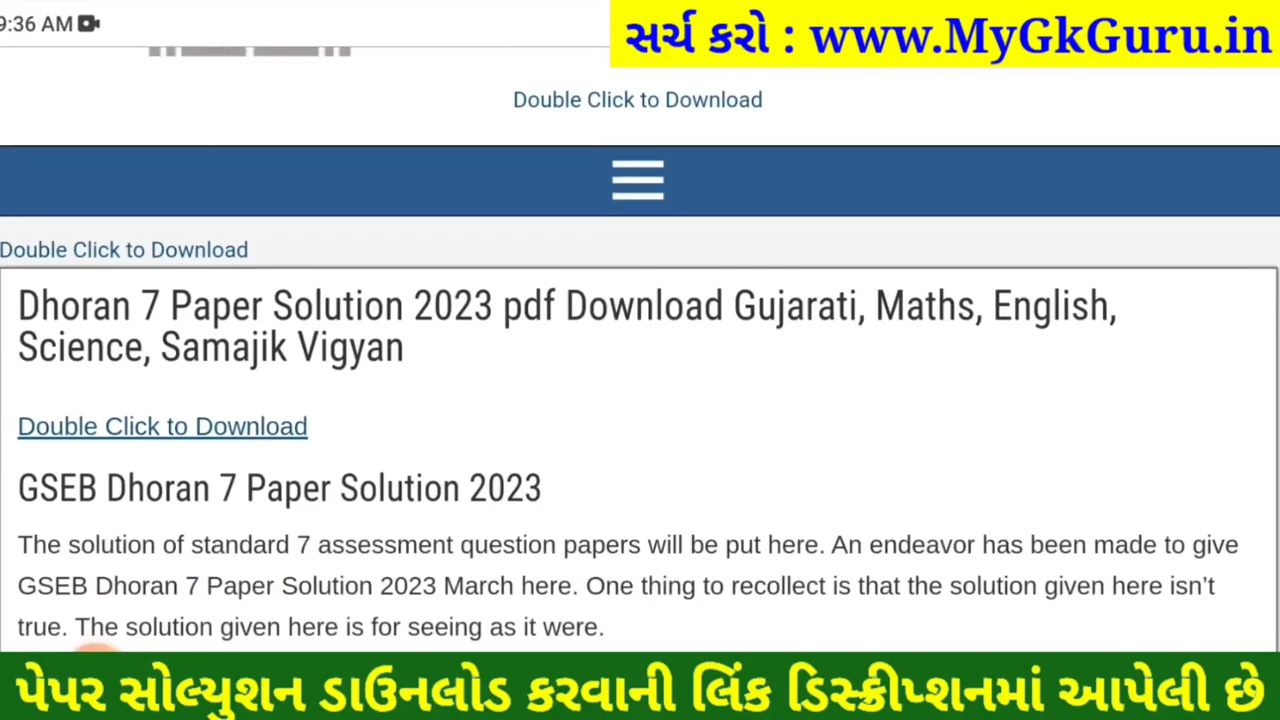 9:36 AM
સર્ચ કરો : www.MyGkGuru.in
Double Click to Download
Double Click to Download
Dhoran 7 Paper Solution 2023 pdf Download Gujarati, Maths, English,
Science, Samajik Vigyan
Double Click to Download
GSEB Dhoran 7 Paper Solution 2023
The solution of standard 7 assessment question papers will be put here. An endeavor has been made to give
GSEB Dhoran 7 Paper Solution 2023 March here. One thing to recollect is that the solution given here isn't
true. The solution given here is for seeing as it were.
પેપર સોલ્યુશન ડાઉનલોડ કરવાની લિંક ડિસ્ક્રીપ્શનમાં આપેલી છે